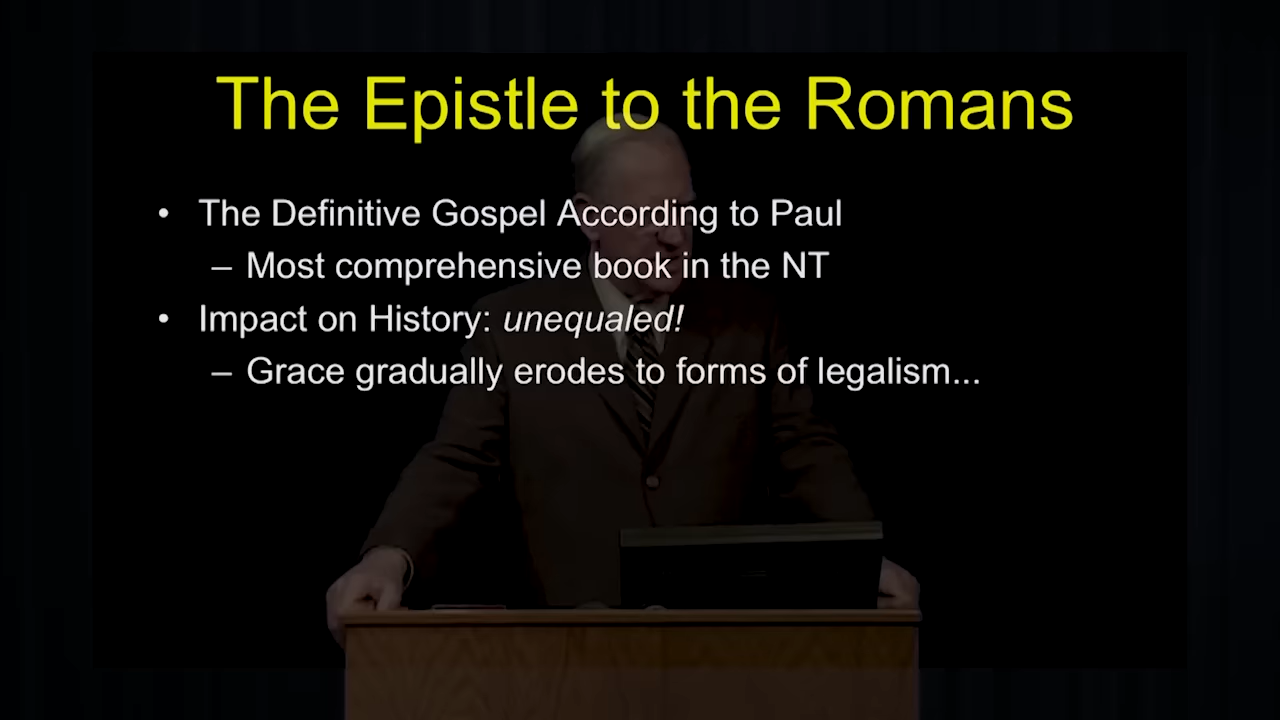 The Epistle to the Romans
• The Definitive Gospel According to Paul
– Most comprehensive book in the NT
• Impact on History: unequaled!
– Grace gradually erodes to forms of legalism...